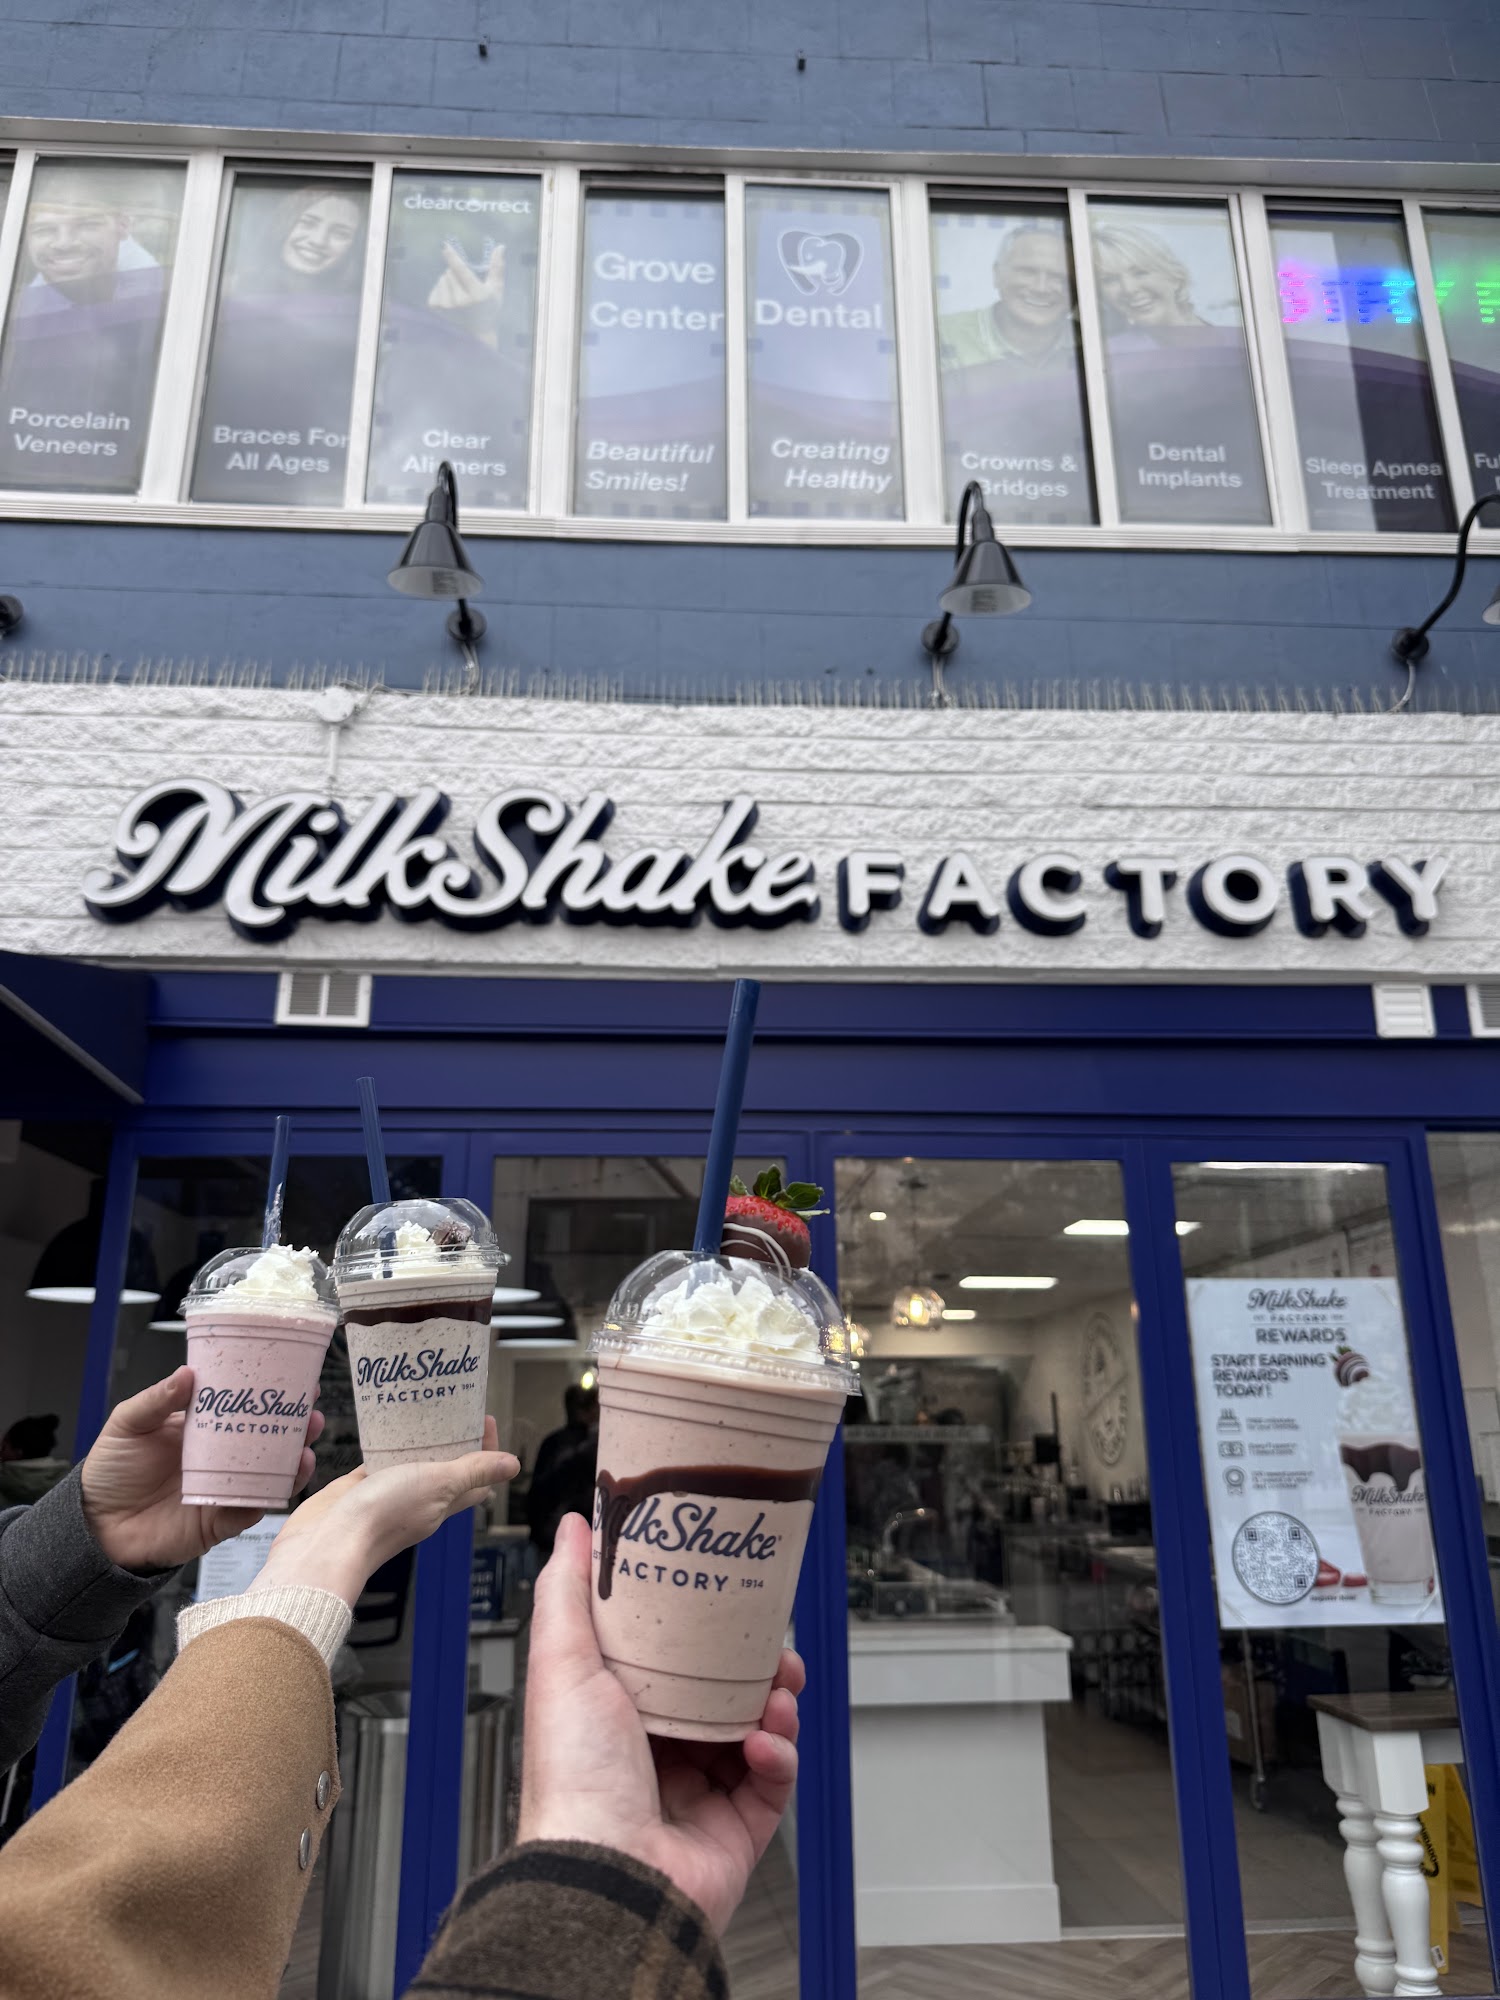 clearcorrect
Grove
Center
Dental
Porcelain
Veneers
Braces For
All Ages
Clear
Aligners
Beautiful
Smiles!
Creating
Healthy
Crowns &
Bridges
Dental
Implants
Sleep Apnea
Treatment
MilkShake FACTORY
MilkShake
EST FACTORY
MilkShake
EST FACTORY 1914
MilkShake
EST FACTORY 1914
MilkShake
FACTORY
REWARDS
START EARNING
REWARDS
TODAY!
MilkShake
FACTORY